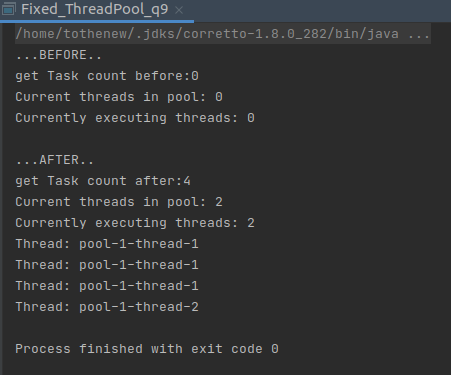 Fixed_ThreadPool_q9 ×
/home/tothenew/.jdks/corretto-1.8.0_282/bin/java ...
...BEFORE..
get Task count before:0
Current threads in pool: 0
Currently executing threads: 0
...AFTER..
get Task count after:4
Current threads in pool: 2
Currently executing threads: 2
Thread: pool-1-thread-1
Thread: pool-1-thread-1
Thread: pool-1-thread-1
Thread: pool-1-thread-2
Process finished with exit code 0